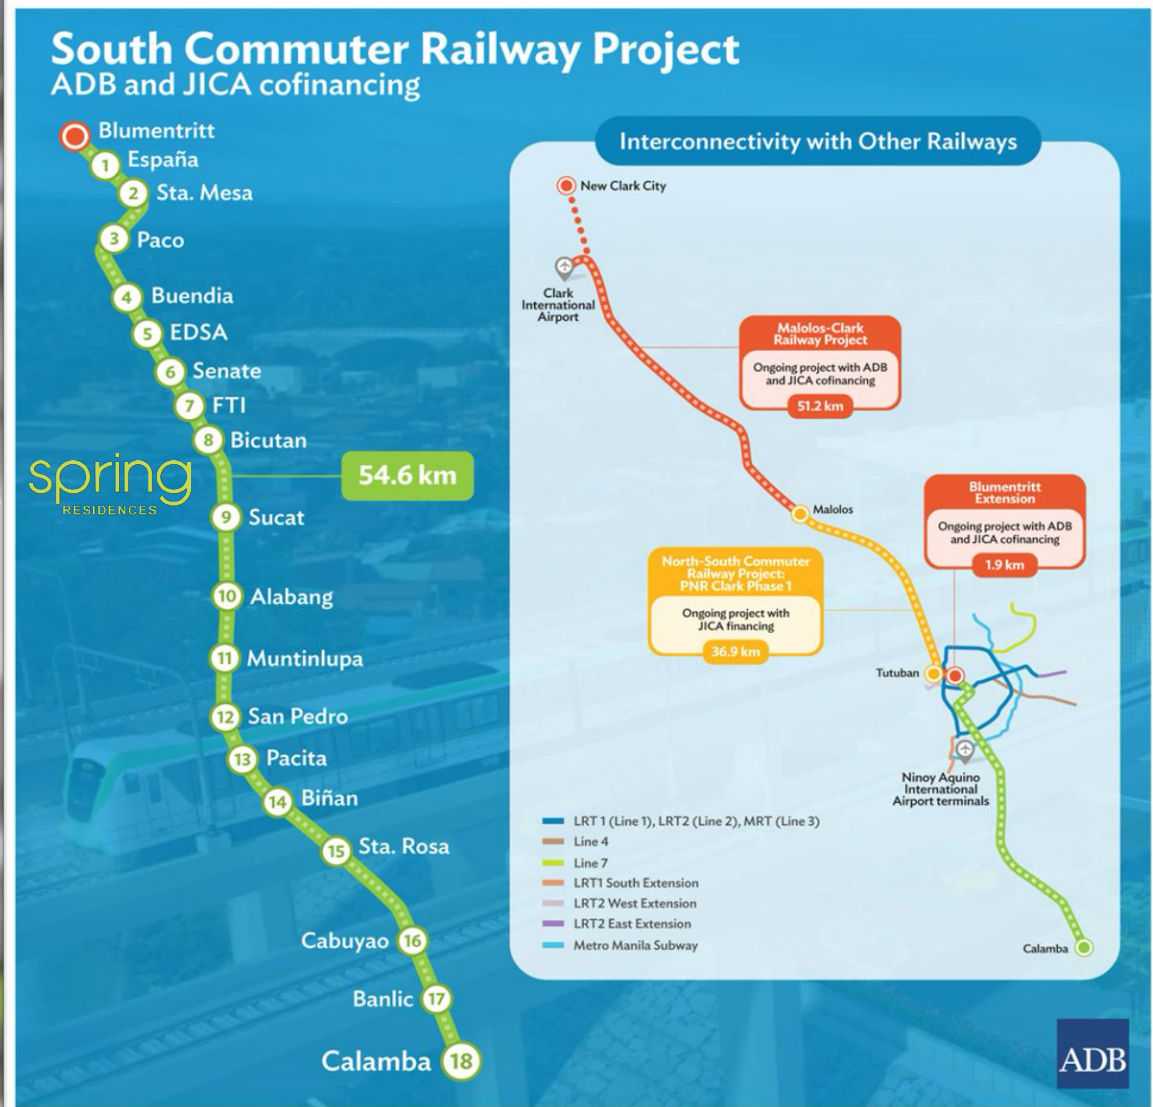 South Commuter Railway Project
ADB and JICA cofinancing
Blumentritt
1 España
2 Sta. Mesa
3 Paco
4 Buendia
5 EDSA
6 Senate
7 FTI
8 Bicutan
spring
RESIDENCES
54.6 km
9 Sucat
10 Alabang
11 Muntinlupa
12 San Pedro
13 Pacita
14 Biñan
15 Sta. Rosa
Cabuyao 16
Banlic 17
Calamba 18
Interconnectivity with Other Railways
New Clark City
Clark
International
Airport
Malolos-Clark
Railway Project
Ongoing project with ADB
and JICA cofinancing
51.2 km
Malolos
Blumentritt
Extension
Ongoing project with ADB
and JICA cofinancing
1.9 km
North-South Commuter
Railway Project:
PNR Clark Phase 1
Ongoing project with
JICA financing
36.9 km
Tutuban
Ninoy Aquino
International
Airport terminals
LRT 1 (Line 1), LRT2 (Line 2), MRT (Line 3)
Line 4
Line 7
LRT1 South Extension
LRT2 West Extension
LRT2 East Extension
Metro Manila Subway
Calamba
ADB